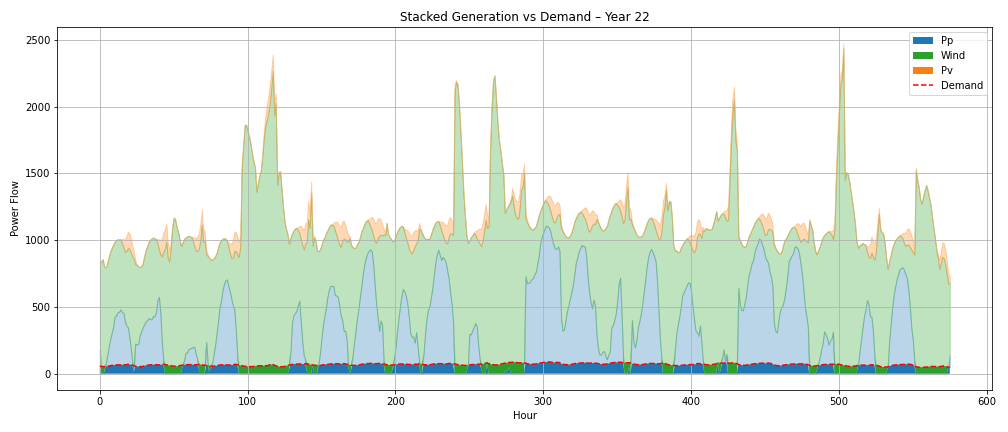 Stacked Generation vs Demand – Year 22
2500
2000
1500
1000
500
0
Power Flow
Pp
Wind
Pv
Demand
0 100 200 300 400 500 600
Hour